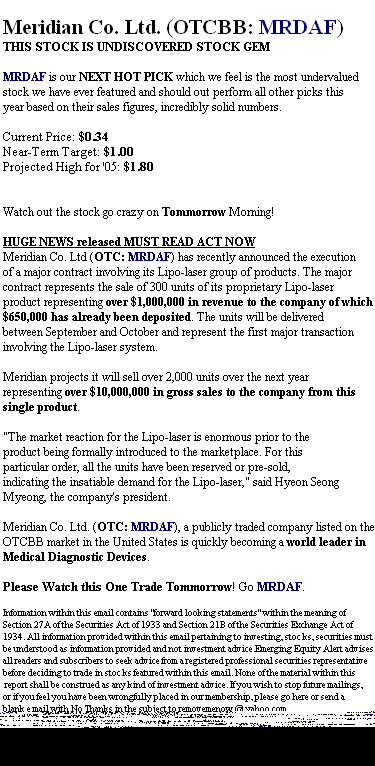 Meridian Co. Ltd. (OTCBB: MRDAF)
THIS STOCK IS UNDISCOVERED STOCK GEM
MRDAF is our NEXT HOT PICK which we feel is the most undervalued
stock we have ever featured and should out perform all other picks this
year based on their sales figures, incredibly solid numbers.
Current Price: $0.34
Near-Term Target: $1.00
Projected High for '05: $1.80
Watch out the stock go crazy on Tommorrow Morning!
HUGE NEWS released MUST READ ACT NOW
Meridian Co. Ltd (OTC: MRDAF) has recently announced the execution
of a major contract involving its Lipo-laser group of products. The major
contract represents the sale of 300 units of its proprietary Lipo-laser
product representing over $1,000,000 in revenue to the company of which
$650,000 has already been deposited. The units will be delivered
between September and October and represent the first major transaction
involving the Lipo-laser system.
Meridian projects it will sell over 2,000 units over the next year
representing over $10,000,000 in gross sales to the company from this
single product.
"The market reaction for the Lipo-laser is enormous prior to the
product being formally introduced to the marketplace. For this
particular order, all the units have been reserved or pre-sold,
indicating the insatiable demand for the Lipo-laser," said Hyeon Seong
Myeong, the company's president.
Meridian Co. Ltd. (OTC: MRDAF), a publicly traded company listed on the
OTCBB market in the United States is quickly becoming a world leader in
Medical Diagnostic Devices.
Please Watch this One Trade Tommorrow! Go MRDAF.
Information within this email contains "forward looking statements" within the meaning of
Section 27A of the Securities Act of 1933 and Section 21B of the Securities Exchange Act of
1934. All information provided within this email pertaining to investing, stocks, securities must
be understood as information provided and not investment advice.Emerging Equity Alert advises
all readers and subscribers to seek advice from a registered professional securities representative
before deciding to trade in stocks featured within this email. None of the material within this
report shall be construed as any kind of investment advice. If you wish to stop future mailings,
or if you feel you have been wrongfully placed in our membership, please go here or send a
blank e mail with No Thanks in the subject to removemenow @ yahoo.com